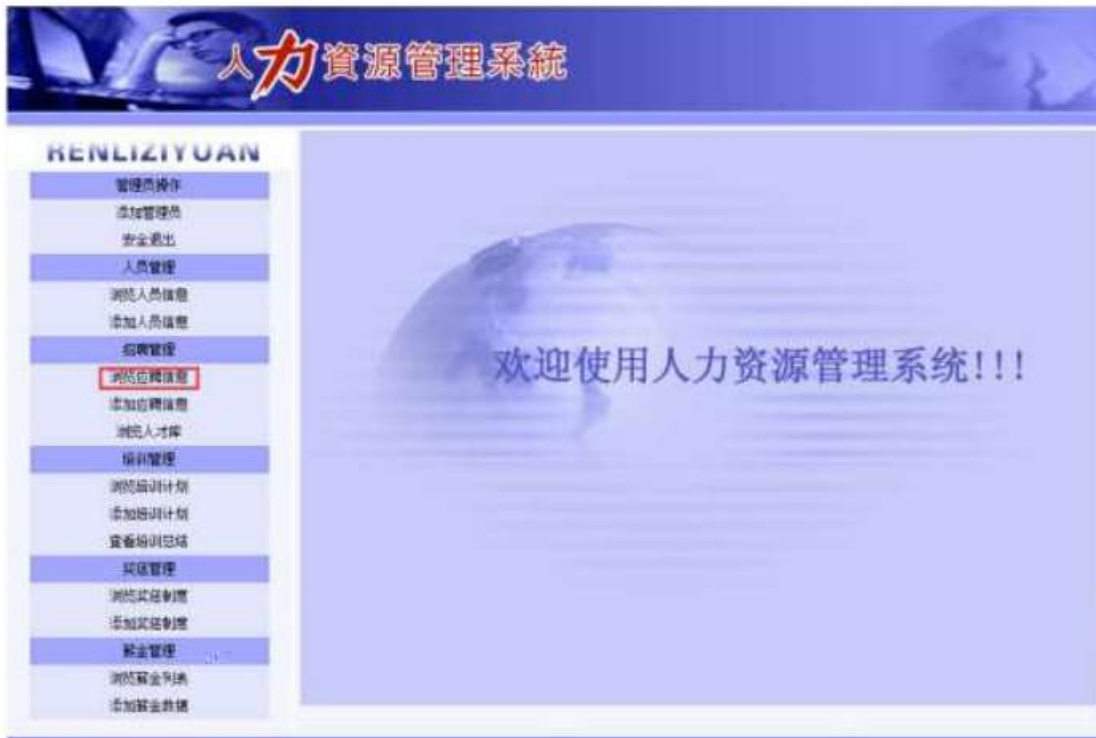 人力資源管理系統
RENLIZIYUAN
管理员操作
添加管理员
安全退出
人员管理
浏览人员信息
添加人员信息
招聘管理
浏览应聘信息
添加应聘信息
浏览人才库
培训管理
浏览培训计划
添加培训计划
查看培训总结
奖惩管理
浏览奖惩制度
添加奖惩制度
薪金管理
浏览薪金列表
添加薪金数据
欢迎使用人力资源管理系统!!!